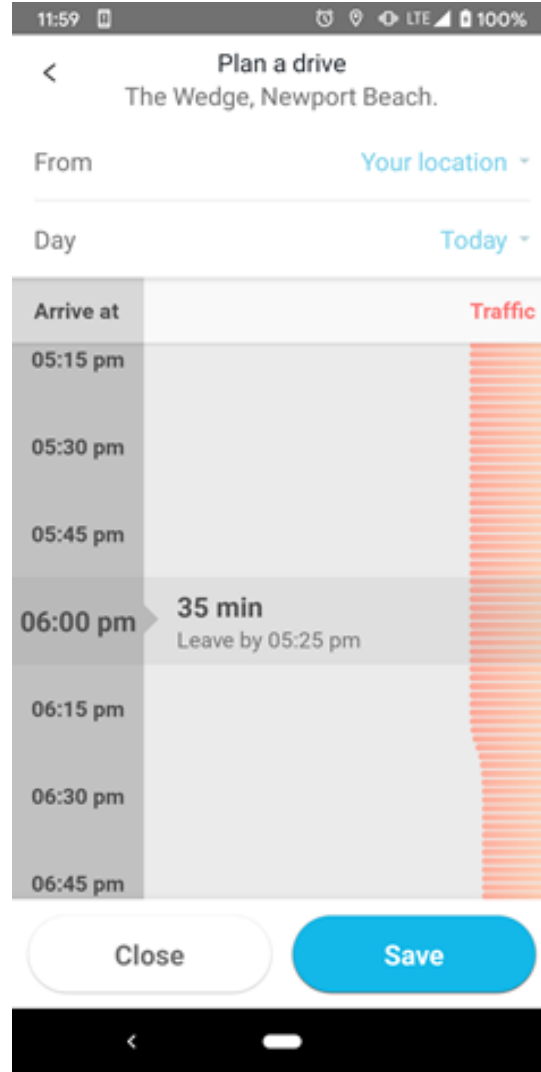 11:59 LTE 100%
Plan a drive
The Wedge, Newport Beach.
From Your location
Day Today
Arrive at Traffic
05:15 pm
05:30 pm
05:45 pm
06:00 pm 35 min
Leave by 05:25 pm
06:15 pm
06:30 pm
06:45 pm
Close Save